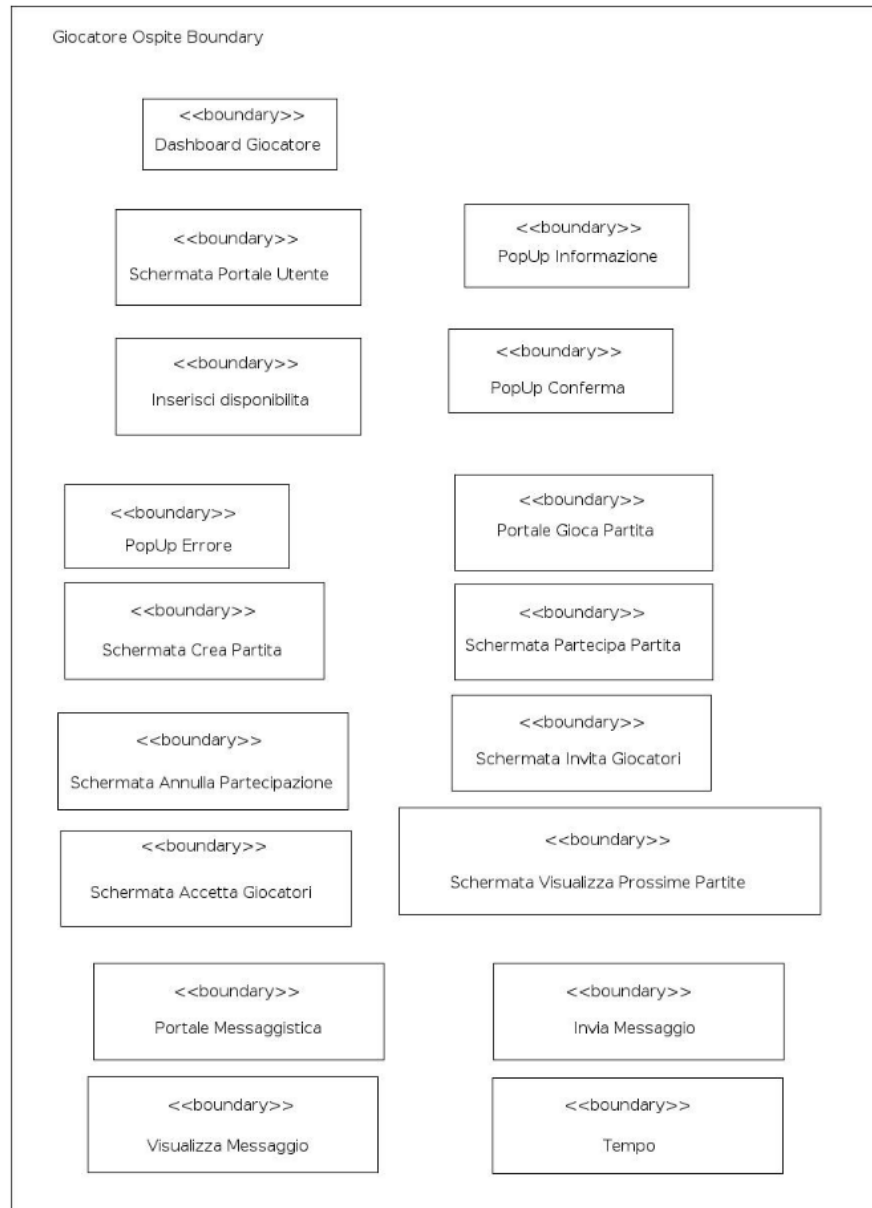 Giocatore Ospite Boundary
<<boundary>>
Dashboard Giocatore
<<boundary>>
Schermata Portale Utente
<<boundary>>
PopUp Informazione
<<boundary>>
Inserisci disponibilita
<<boundary>>
PopUp Conferma
<<boundary>>
PopUp Errore
<<boundary>>
Portale Gioca Partita
<<boundary>>
Schermata Crea Partita
<<boundary>>
Schermata Partecipa Partita
<<boundary>>
Schermata Annulla Partecipazione
<<boundary>>
Schermata Invita Giocatori
<<boundary>>
Schermata Accetta Giocatori
<<boundary>>
Schermata Visualizza Prossime Partite
<<boundary>>
Portale Messaggistica
<<boundary>>
Invia Messaggio
<<boundary>>
Visualizza Messaggio
<<boundary>>
Tempo